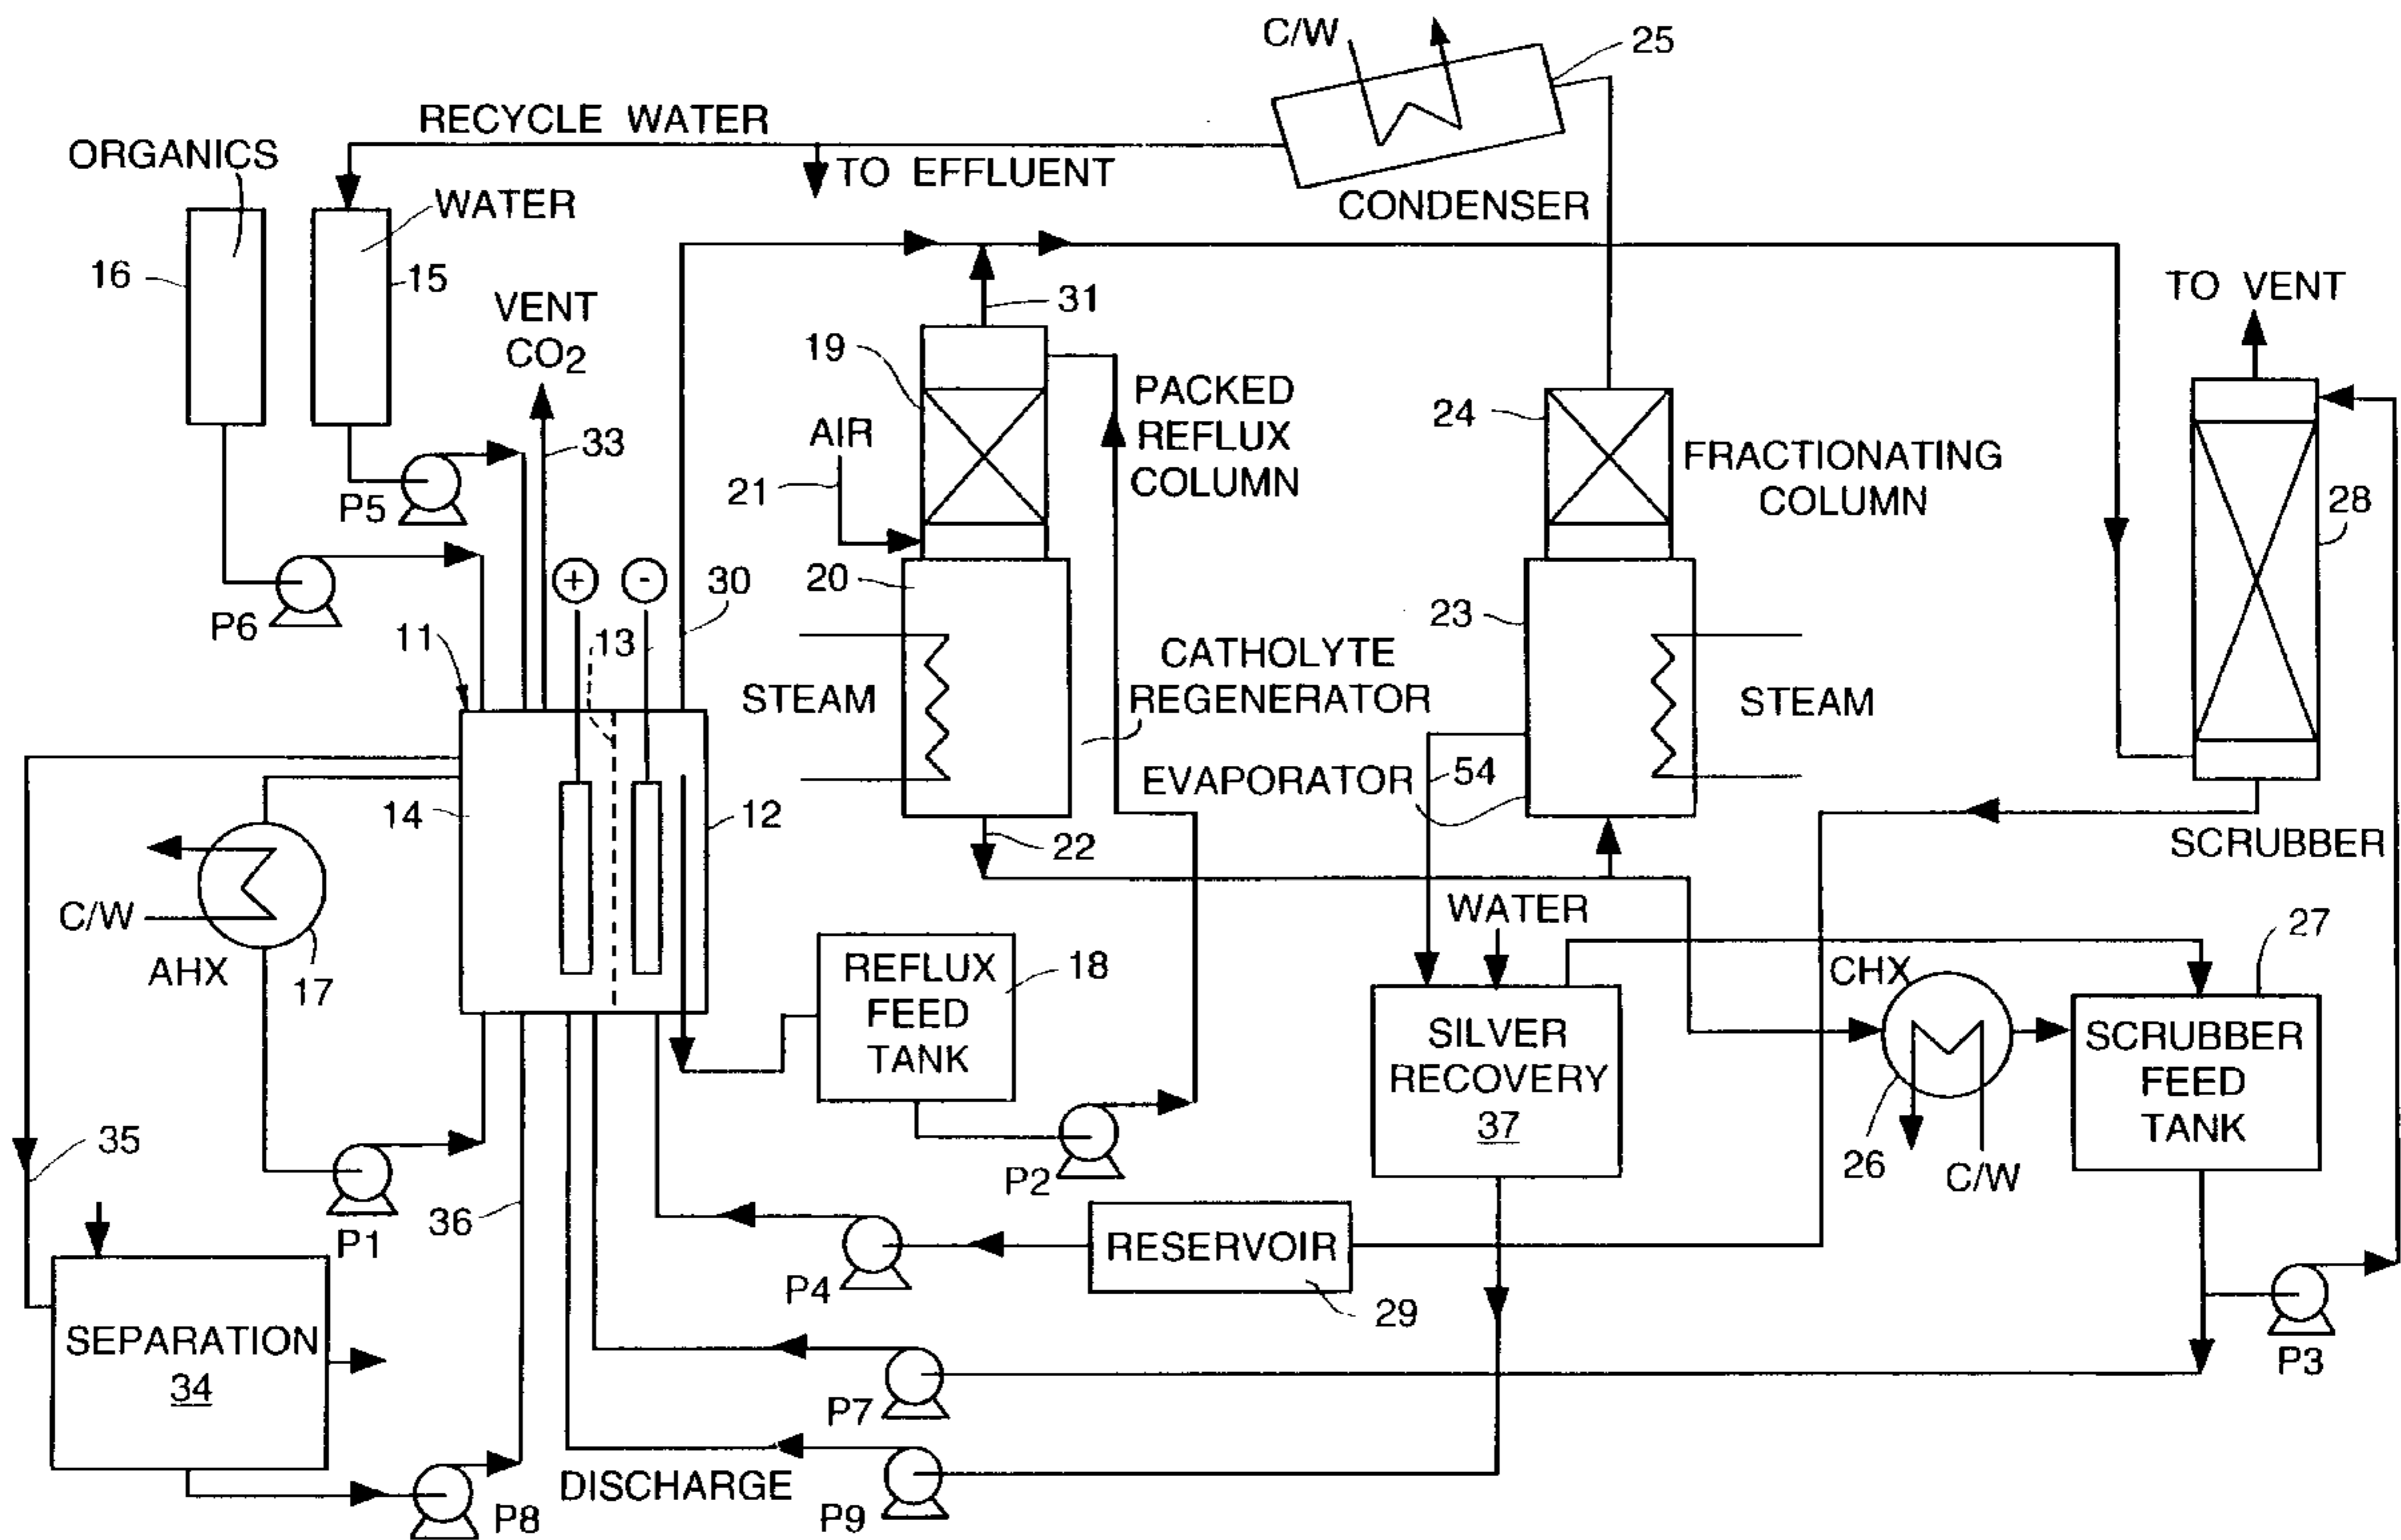 C/W
25
RECYCLE WATER
ORGANICS
TO EFFLUENT
WATER
CONDENSER
16
15
31
TO VENT
VENT
CO2
19
PACKED
REFLUX
COLUMN
24
AIR
33
FRACTIONATING
COLUMN
21
28
P5
P6
+
-
30
20
23
11
13
CATHOLYTE
REGENERATOR
STEAM
STEAM
EVAPORATOR
54
14
12
22
SCRUBBER
C/W
WATER
27
AHX
17
REFLUX
FEED
TANK
18
CHX
SILVER
RECOVERY
37
SCRUBBER
FEED
TANK
35
26
C/W
P2
36
P1
RESERVOIR
P4
29
SEPARATION
34
P3
P7
DISCHARGE
P8
P9